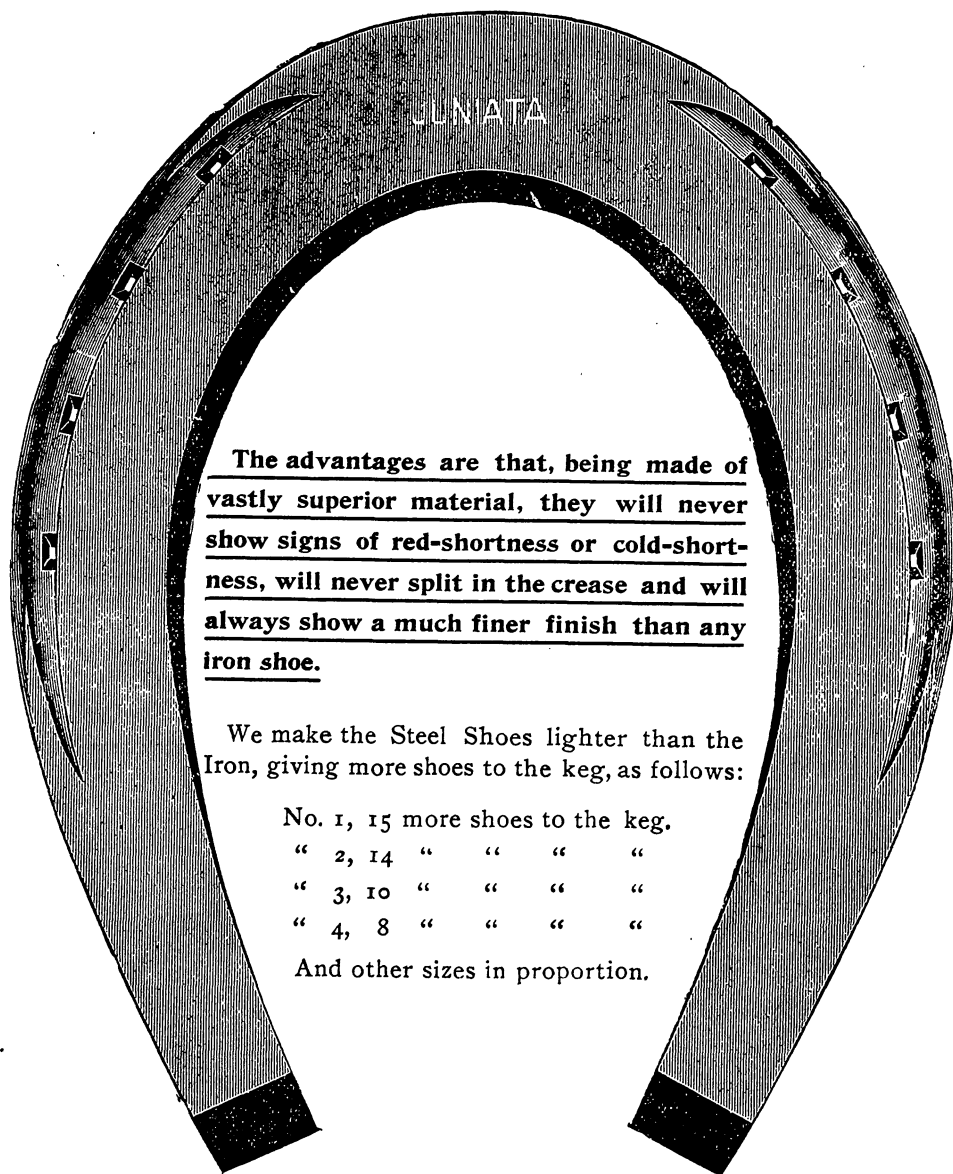 JUNIATA
The advantages are that, being made of
vastly superior material, they will never
show signs of red-shortness or cold-short-
ness, will never split in the crease and will
always show a much finer finish than any
iron shoe.
We make the Steel Shoes lighter than the
Iron, giving more shoes to the keg, as follows:
No. 1, 15 more shoes to the keg.
“ 2, 14 “ “ “ “
“ 3, 10 “ “ “ “
“ 4, 8 “ “ “ “
And other sizes in proportion.